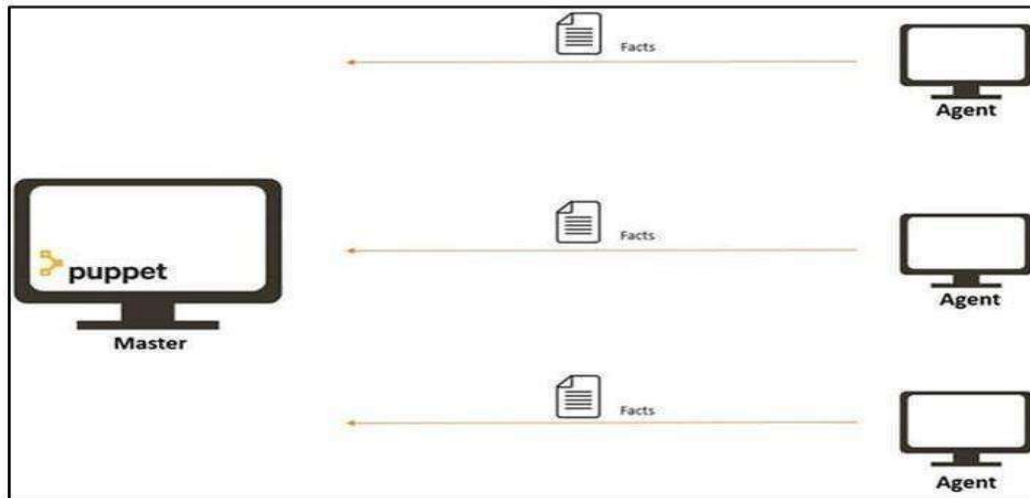 Facts
Agent
Facts
puppet
Agent
Master
Facts
Agent